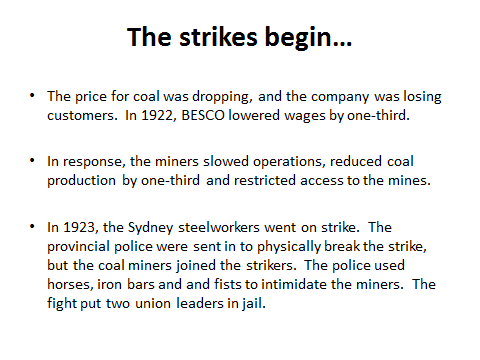 The strikes begin…
• The price for coal was dropping, and the company was losing
customers.  In 1922, BESCO lowered wages by one-third.
• In response, the miners slowed operations, reduced coal
production by one-third  and restricted access to the mines.
• In 1923, the Sydney steelworkers went on strike.  The
provincial police were sent in to physically break the strike,
but the coal miners joined the strikers.  The police used
horses, iron bars and and fists to intimidate the miners.  The
fight put two union leaders in jail.